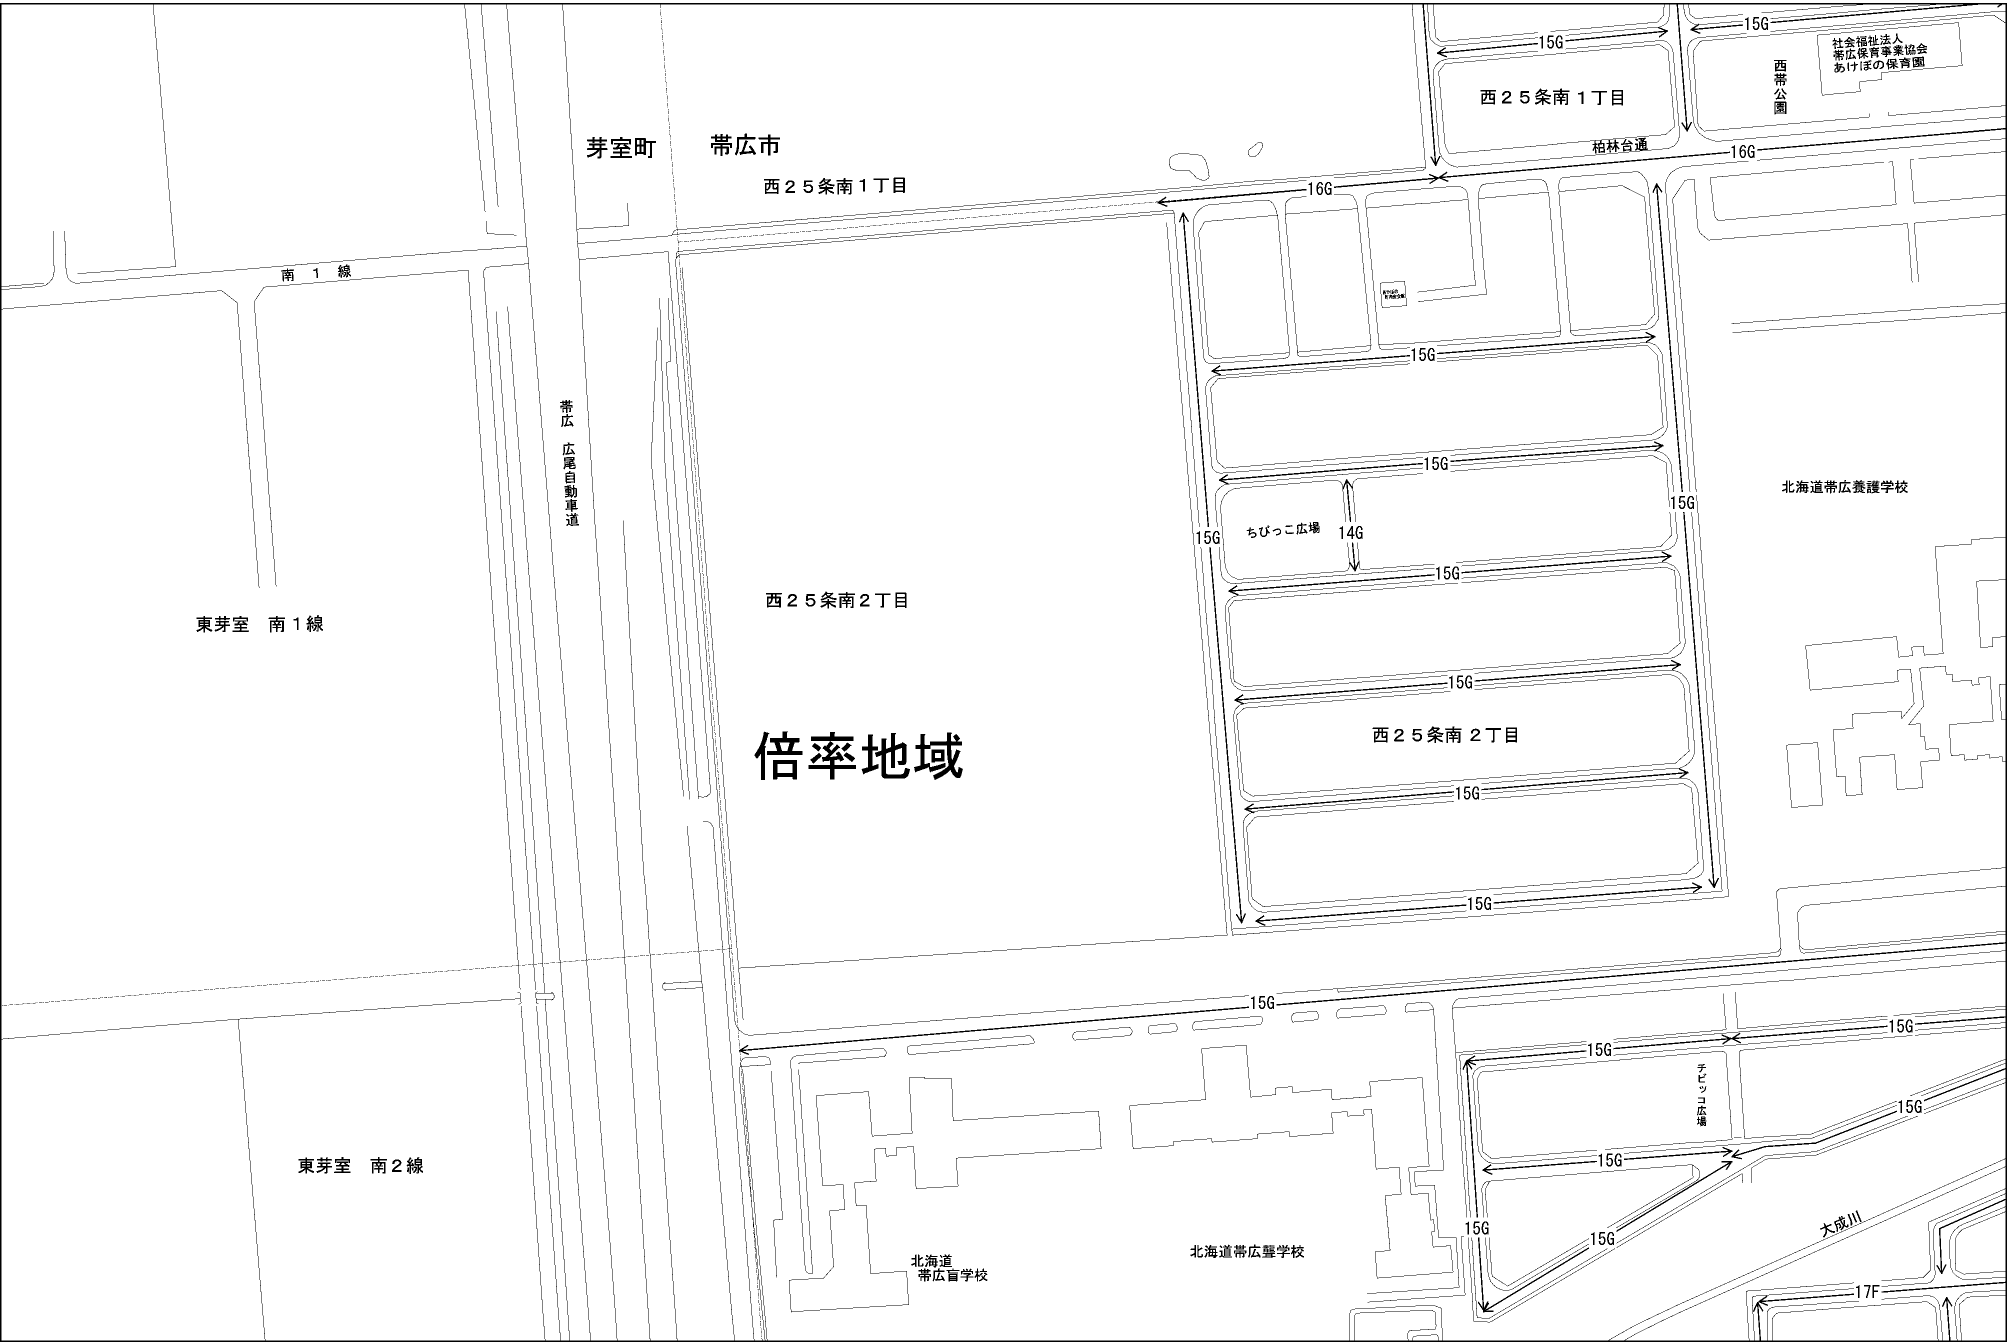 15G
15G
社会福祉法人
帯広保育事業協会
あけぼの保育園
西帯公園
西２５条南１丁目
芽室町
帯広市
柏林台通
16G
西２５条南１丁目
16G
南　１　線
15G
帯広　広尾自動車道
15G
北海道帯広養護学校
15G
ちびっこ広場
14G
15G
15G
西２５条南２丁目
東芽室　南１線
15G
西２５条南２丁目
倍率地域
15G
15G
15G
15G
15G
チビッコ広場
15G
15G
東芽室　南２線
大成川
15G
15G
北海道帯広聾学校
北海道
帯広盲学校
17F